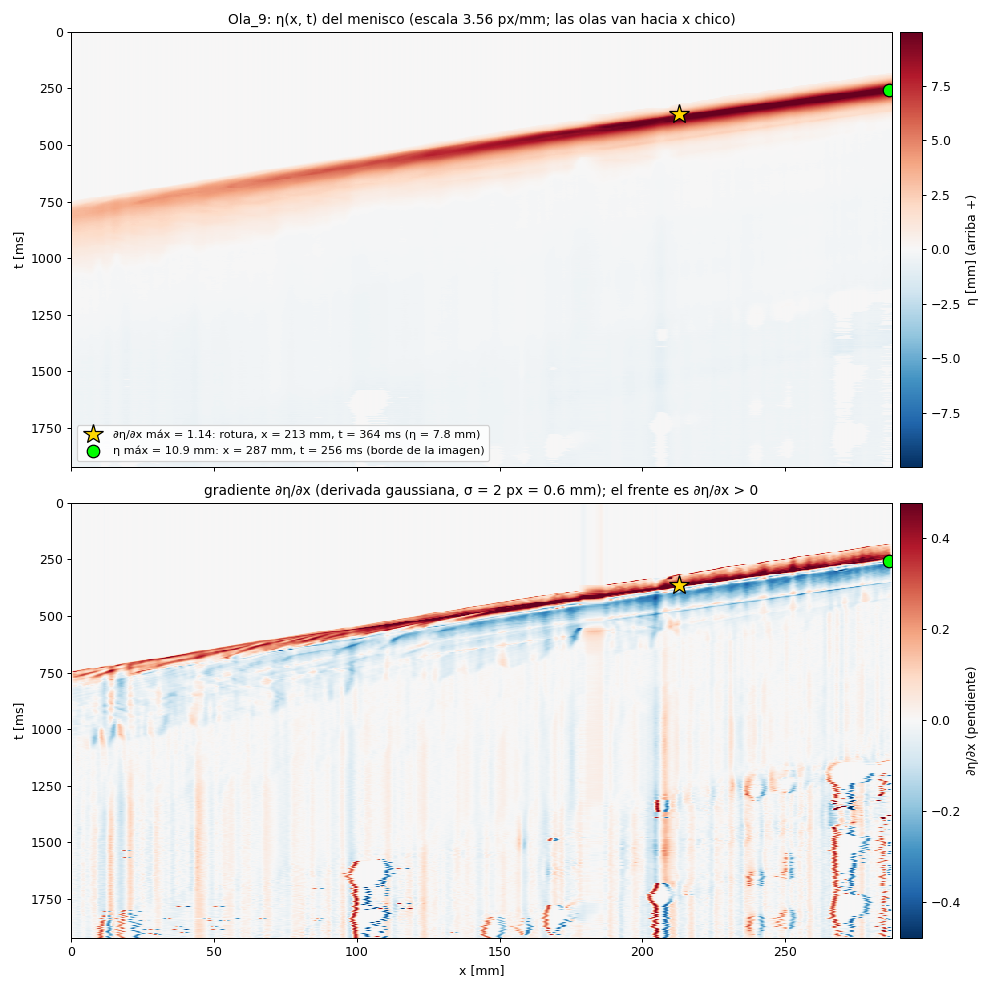 Ola_9: η(x, t) del menisco (escala 3.56 px/mm; las olas van hacia x chico)
0
250
500
750
1000
1250
1500
1750
t [ms]
∂η/∂x máx = 1.14: rotura, x = 213 mm, t = 364 ms (η = 7.8 mm)
η máx = 10.9 mm: x = 287 mm, t = 256 ms (borde de la imagen)
7.5
5.0
2.5
0.0
−2.5
−5.0
−7.5
η [mm] (arriba +)
gradiente ∂η/∂x (derivada gaussiana, σ = 2 px = 0.6 mm); el frente es ∂η/∂x > 0
0
250
500
750
1000
1250
1500
1750
t [ms]
0 50 100 150 200 250
x [mm]
0.4
0.2
0.0
−0.2
−0.4
∂η/∂x (pendiente)